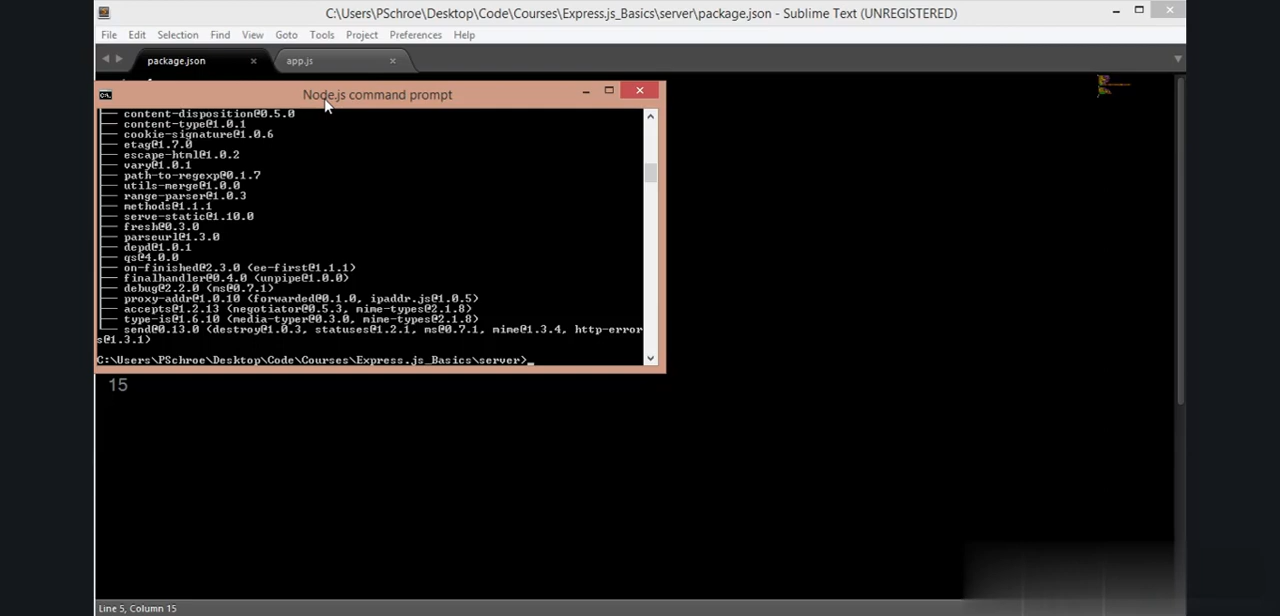 C:\Users\PSchroe\Desktop\Code\Courses\Express.js_Basics\server\package.json - Sublime Text (UNREGISTERED)
File Edit Selection Find View Goto Tools Project Preferences Help
package.json app.js
Node.js command prompt
content-disposition@0.5.0
content-type@1.0.1
cookie-signature@1.0.6
etag@1.7.0
escape-html@1.0.2
vary@1.0.1
path-to-regexp@0.1.7
utils-merge@1.0.0
range-parser@1.0.3
methods@1.1.1
serve-static@1.10.0
fresh@0.3.0
parseurl@1.3.0
depd@1.0.1
qs@4.0.0
on-finished@2.3.0 (ee-first@1.1.1)
finalhandler@0.4.0 (unpipe@1.0.0)
debug@2.2.0 (ms@0.7.1)
proxy-addr@1.0.10 (forwarded@0.1.0, ipaddr.js@1.0.5)
accepts@1.2.13 (negotiator@0.5.3, mime-types@2.1.8)
type-is@1.6.10 (media-typer@0.3.0, mime-types@2.1.8)
send@0.13.0 (destroy@1.0.3, statuses@1.2.1, ms@0.7.1, mime@1.3.4, http-error
s@1.3.1)
C:\Users\PSchroe\Desktop\Code\Courses\Express.js_Basics\server>_
15
Line 5, Column 15